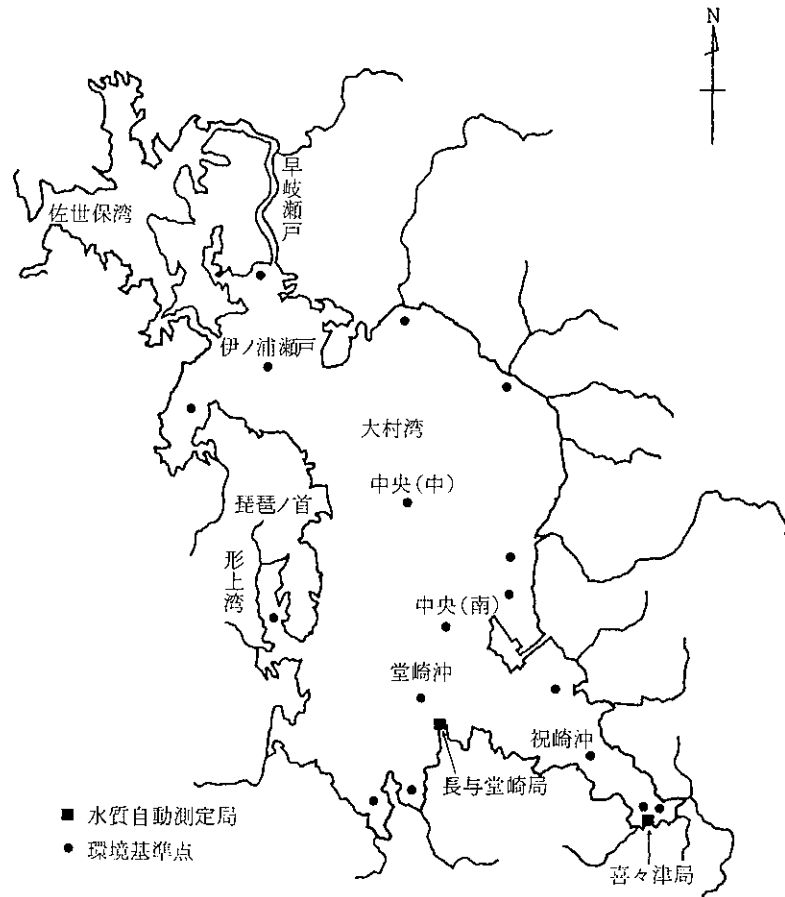 N
早岐瀬戸
佐世保湾
伊ノ浦瀬戸
大村湾
中央(中)
琵琶ノ首
形上湾
中央(南)
堂崎沖
祝崎沖
長与堂崎局
■ 水質自動測定局
● 環境基準点
喜々津局